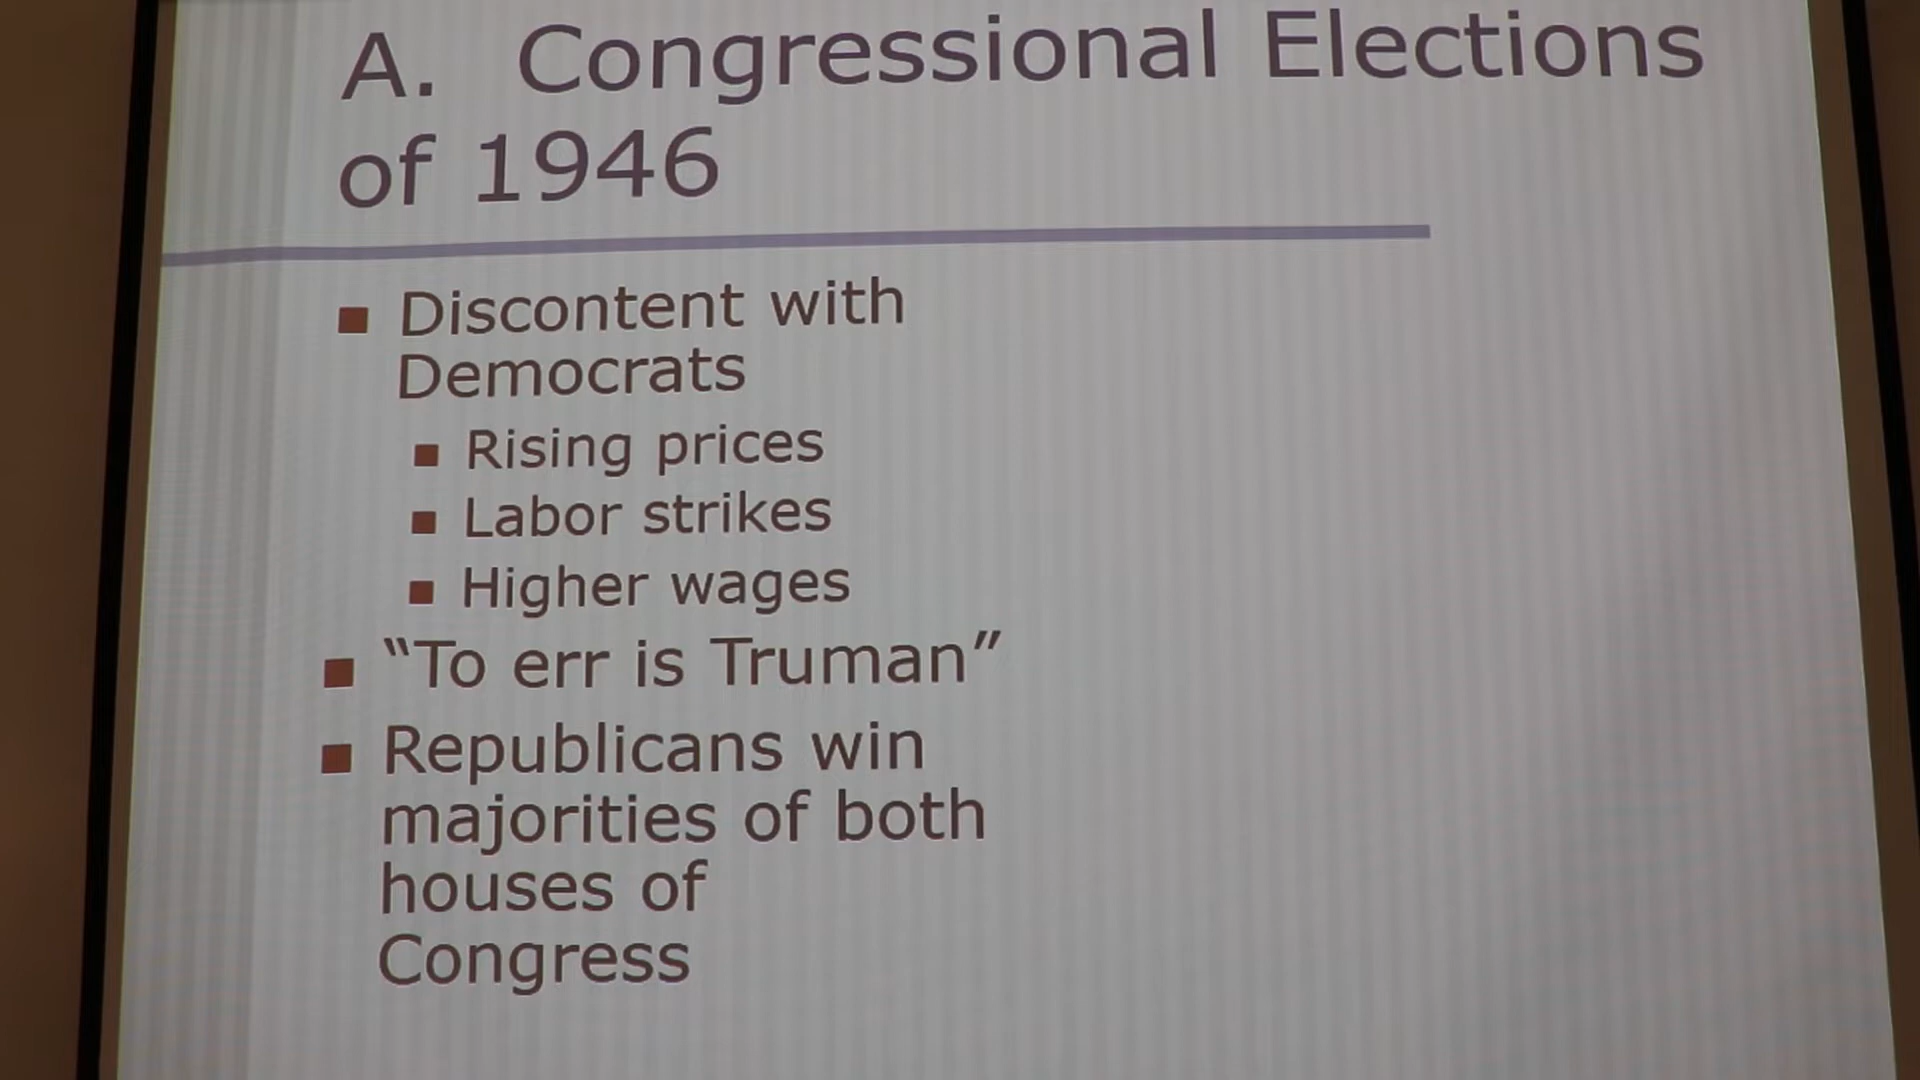 A. Congressional Elections
of 1946
Discontent with
Democrats
Rising prices
Labor strikes
Higher wages
“To err is Truman”
Republicans win
majorities of both
houses of
Congress